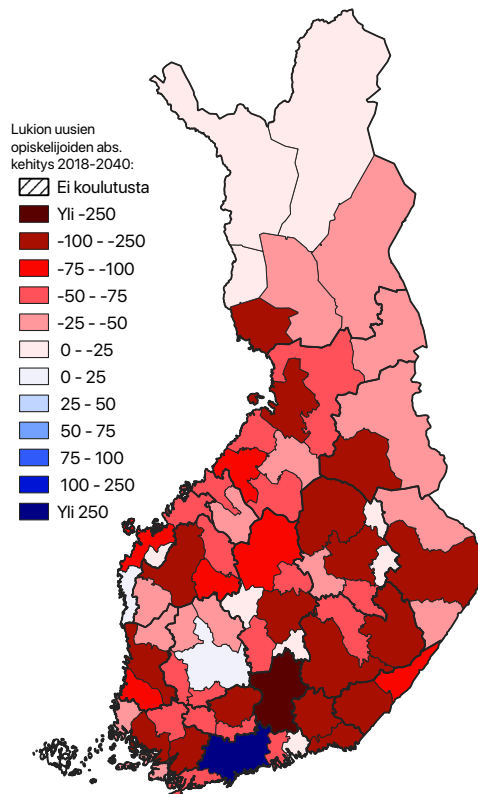 Lukion uusien
opiskelijoiden abs.
kehitys 2018-2040:
Ei koulutusta
Yli -250
-100 - -250
-75 - -100
-50 - -75
-25 - -50
0 - -25
0 - 25
25 - 50
50 - 75
75 - 100
100 - 250
Yli 250